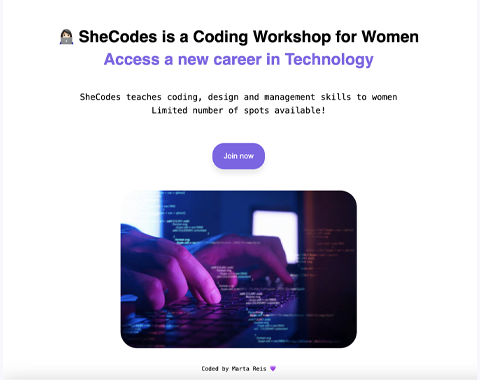 👩🏻‍💻 SheCodes is a Coding Workshop for Women
Access a new career in Technology
SheCodes teaches coding, design and management skills to women
Limited number of spots available!
Join now
Coded by Marta Reis 💜